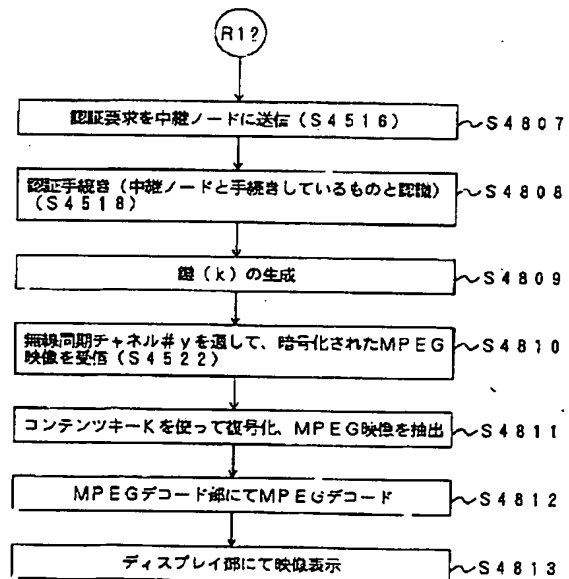 R1?
認証要求を中継ノードに送信（S4516）
～S4807
認証手続き（中継ノードと手続きしているものと認識）
（S4518）
～S4808
鍵（k）の生成
～S4809
無線同期チャネル#yを通して、暗号化されたMPEG
映像を受信（S4522）
～S4810
コンテンツキーKを使って復号化、MPEG映像を抽出
～S4811
MPEGデコード部にてMPEGデコード
～S4812
ディスプレイ部にて映像表示
～S4813